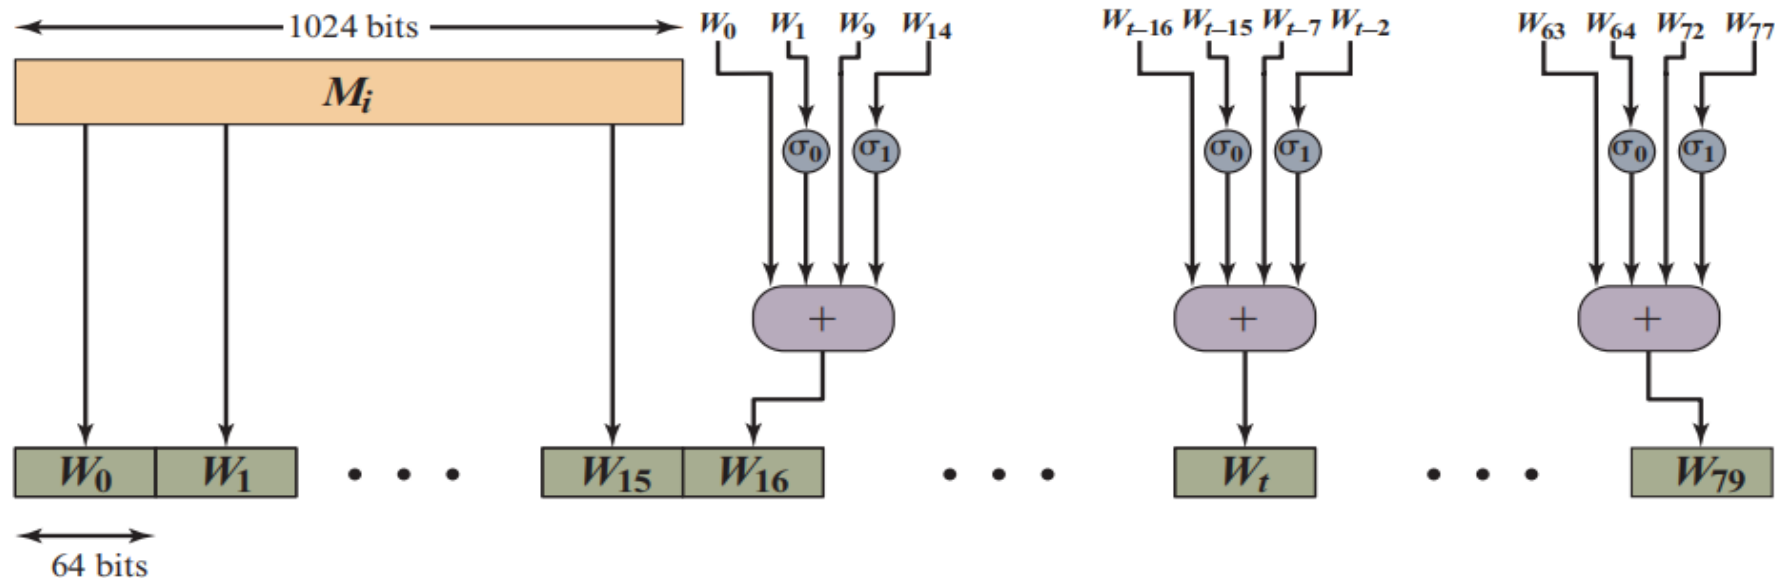 1024 bits
W0 W1 W9 W14
Wt–16 Wt–15 Wt–7 Wt–2
W63 W64 W72 W77
Mi
σ0 σ1
σ0 σ1
σ0 σ1
+
+
+
W0 W1 • • • W15 W16 • • • Wt • • • W79
64 bits